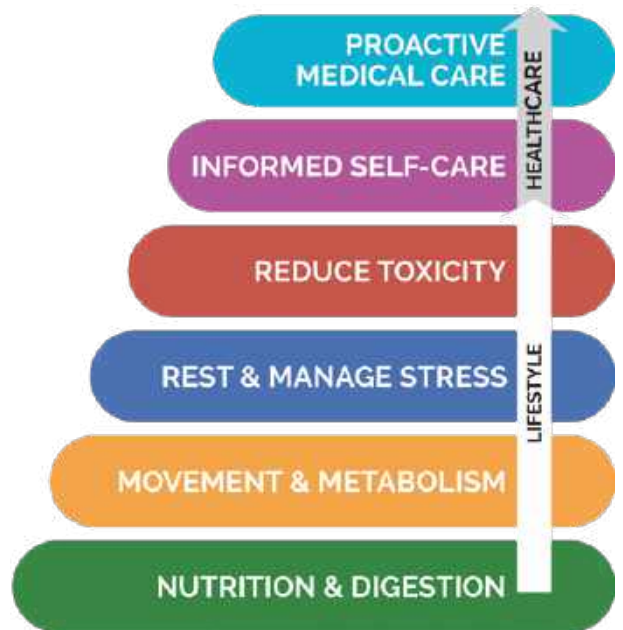 PROACTIVE
MEDICAL CARE
HEALTHCARE
INFORMED SELF-CARE
REDUCE TOXICITY
REST & MANAGE STRESS
LIFESTYLE
MOVEMENT & METABOLISM
NUTRITION & DIGESTION